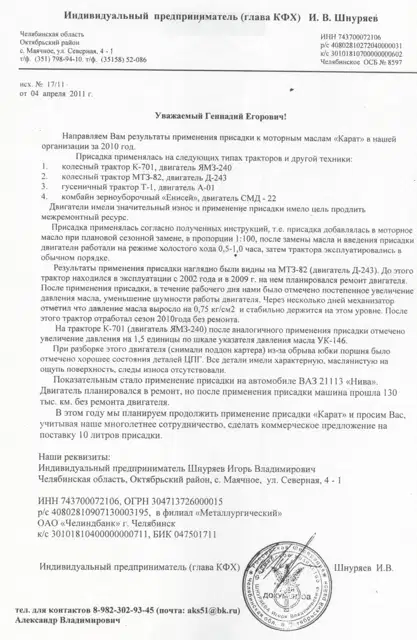 Индивидуальный предприниматель (глава КФХ) И. В. Шнуряев
Челябинская область
Октябрьский район
с. Маячное, ул. Северная, 4 - 1
т/ф. (351) 798-94-10. т/ф. (35158) 52-086
ИНН 743700072106
р/с 40802810272040000031
к/с 30101810700000000602
Челябинское ОСБ № 8597
исх. № 17/11
от 04 апреля 2011 г.
Уважаемый Геннадий Егорович!
Направляем Вам результаты применения присадки к моторным маслам «Карат» в нашей
организации за 2010 год.
Присадка применялась на следующих типах тракторов и другой техники:
1. колесный трактор К-701, двигатель ЯМЗ-240
2. колесный трактор МТЗ-82, двигатель Д-243
3. гусеничный трактор Т-1, двигатель А-01
4. комбайн зерноуборочный «Енисей», двигатель СМД - 22
Двигатели имели значительный износ и применение присадки имело цель продлить
межремонтный ресурс.
Присадка применялась согласно полученных инструкций, т.е. присадка добавлялась в моторное
масло при плановой сезонной замене, в пропорции 1:100, после замены масла и введения присадки
двигатели работали на режиме холостого хода 0,5-1,0 часа, затем трактора эксплуатировались в
обычном порядке.
Результаты применения присадки наглядно были видны на МТЗ-82 (двигатель Д-243). До этого
трактор находился в эксплуатации с 2002 года и в 2009 г. на нем планировался ремонт двигателя.
После применения присадки, в течение рабочего дня нами было отмечено постепенное увеличение
давления масла, уменьшение шумности работы двигателя. Через несколько дней механизатор
отметил что давление масла выросло на 0,75 кг/см2 и стабильно держится на этом уровне. После
этого трактор отработал сезон 2010года без ремонта.
На тракторе К-701 (двигатель ЯМЗ-240) после аналогичного применения присадки отмечено
увеличение давления на 1,5 единицы по шкале указателя давления масла УК-146.
При разборке этого двигателя (снимали поддон картера) из-за обрыва юбки поршня было
отмечено хорошее состояние деталей ЦПГ. Все детали имели характерную, маслянистую на
ощупь поверхность, следы износа отсутствовали.
Показательным стало применение присадки на автомобиле ВАЗ 21113 «Нива».
Двигатель планировался в ремонт, но после применения присадки машина прошла 130
тыс. км. без ремонта двигателя.
В этом году мы планируем продолжить применение присадки «Карат» и просим Вас,
учитывая наше многолетнее сотрудничество, сделать коммерческое предложение на
поставку 10 литров присадки.
Наши реквизиты:
Индивидуальный предприниматель Шнуряев Игорь Владимирович
Челябинская область, Октябрьский район, с. Маячное, ул. Северная, 4 - 1
ИНН 743700072106, ОГРН 304713726000015
р/с 40802810907130003195, в филиал «Металлургический»
ОАО «Челиндбанк» г. Челябинск
к/с 30101810400000000711, БИК 047501711
Индивидуальный предприниматель (глава КФХ) Шнуряев И.В.
тел. для контактов 8-982-302-93-45 (почта: aks51@bk.ru)
Александр Владимирович